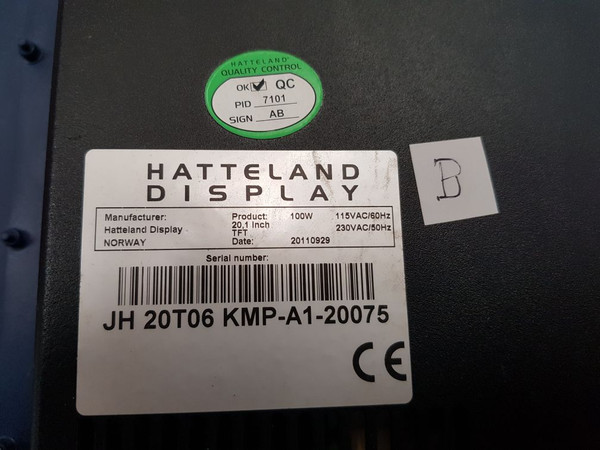 HATTELAND
QUALITY CONTROL
OK QC
PID 7101
SIGN AB
HATTELAND
DISPLAY
B
Manufacturer: Product: 100W 115VAC/60Hz
Hatteland Display 20,1 Inch 230VAC/50Hz
TFT
NORWAY Date: 20110929
Serial number:
JH 20T06 KMP-A1-20075
CE